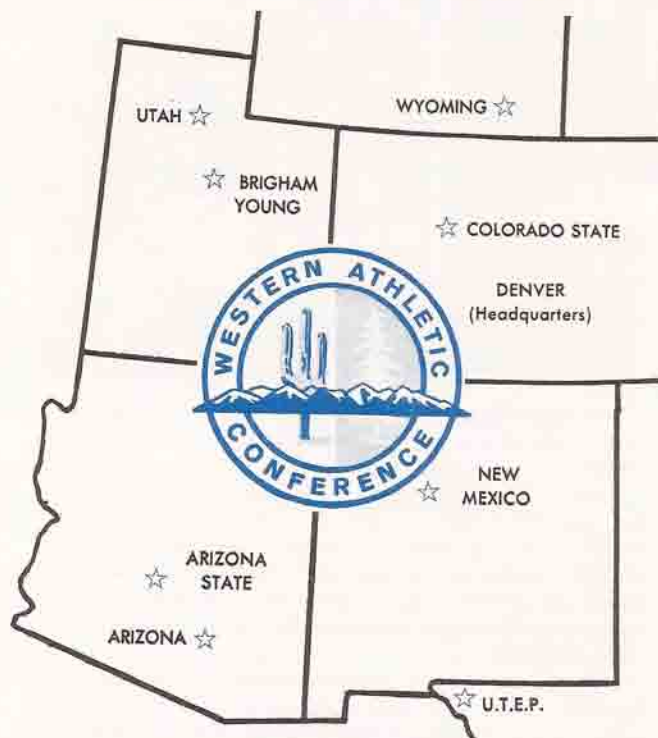 UTAH
WYOMING
BRIGHAM
YOUNG
COLORADO STATE
DENVER
(Headquarters)
WESTERN ATHLETIC
CONFERENCE
NEW
MEXICO
ARIZONA
STATE
ARIZONA
U.T.E.P.